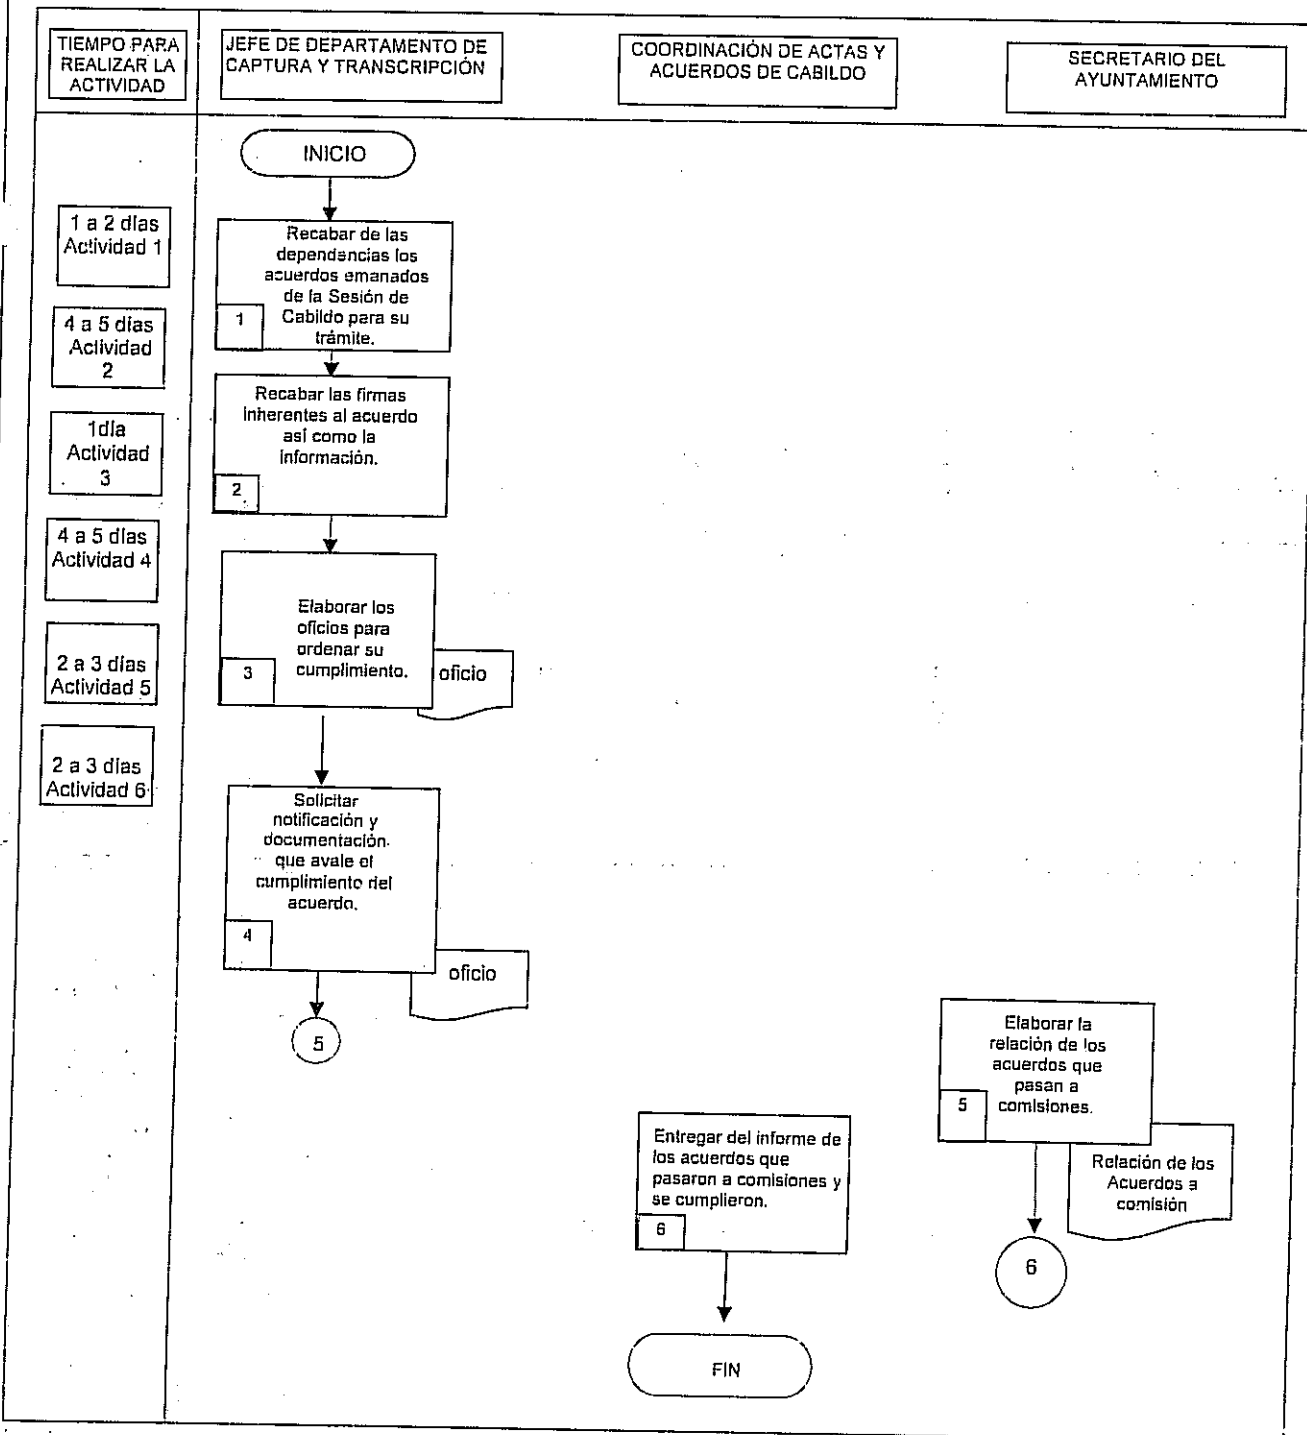 TIEMPO PARA
REALIZAR LA
ACTIVIDAD
JEFE DE DEPARTAMENTO DE
CAPTURA Y TRANSCRIPCIÓN
COORDINACIÓN DE ACTAS Y
ACUERDOS DE CABILDO
SECRETARIO DEL
AYUNTAMIENTO
1 a 2 días
Actividad 1
4 a 5 días
Actividad
2
1día
Actividad
3
4 a 5 días
Actividad 4
2 a 3 días
Actividad 5
2 a 3 días
Actividad 6
INICIO
Recabar de las
dependencias los
acuerdos emanados
de la Sesión de
Cabildo para su
trámite.
1
Recabar las firmas
inherentes al acuerdo
así como la
información.
2
Elaborar los
oficios para
ordenar su
cumplimiento.
3
oficio
Solicitar
notificación y
documentación
que avale el
cumplimiento del
acuerdo.
4
oficio
5
Elaborar la
relación de los
acuerdos que
pasan a
comisiones.
5
Relación de los
Acuerdos a
comisión
6
Entregar del informe de
los acuerdos que
pasaron a comisiones y
se cumplieron.
6
FIN